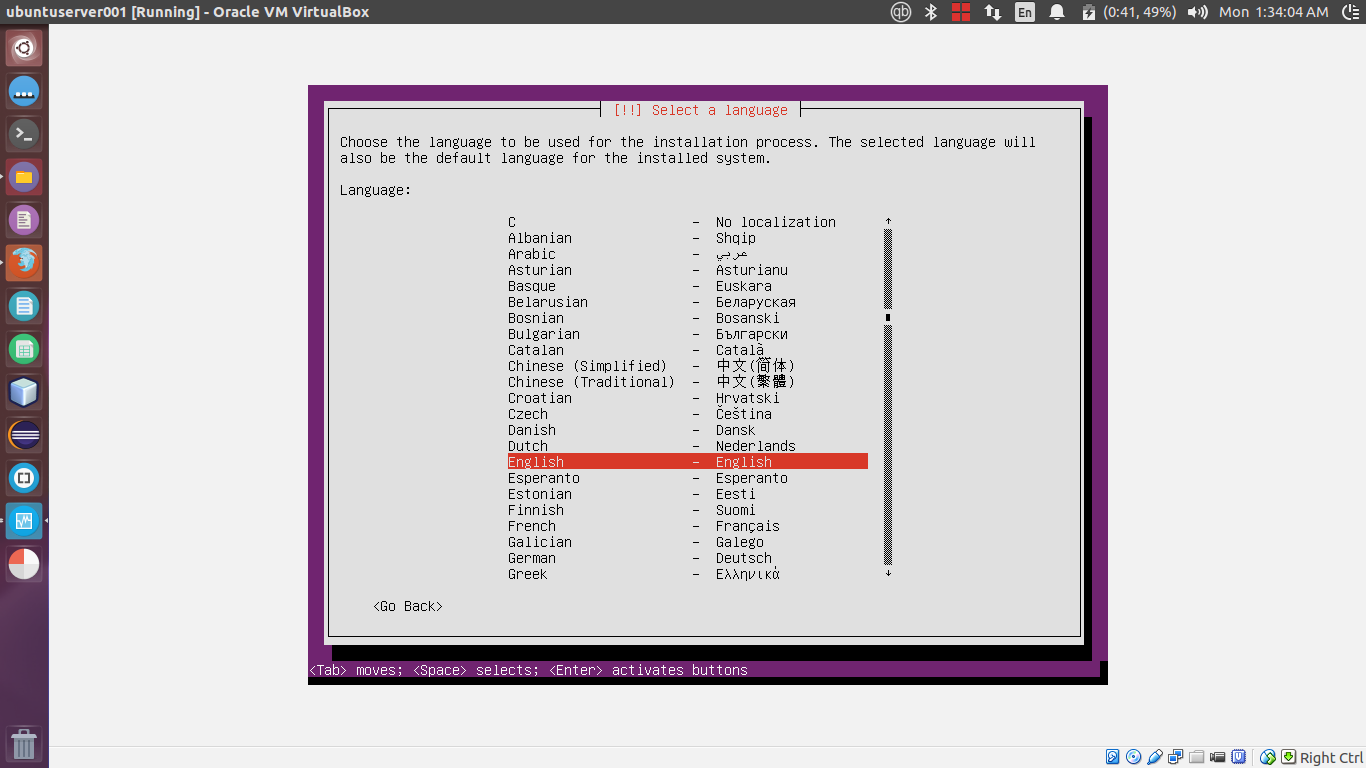 ubuntuserver001 [Running] - Oracle VM VirtualBox
qb En (0:41, 49%) Mon 1:34:04 AM
[!!] Select a language
Choose the language to be used for the installation process. The selected language will
also be the default language for the installed system.
Language:
C - No localization
Albanian - Shqip
Arabic - عربي
Asturian - Asturianu
Basque - Euskara
Belarusian - Беларуская
Bosnian - Bosanski
Bulgarian - Български
Catalan - Català
Chinese (Simplified) - 中文(简体)
Chinese (Traditional) - 中文(繁體)
Croatian - Hrvatski
Czech - Čeština
Danish - Dansk
Dutch - Nederlands
English - English
Esperanto - Esperanto
Estonian - Eesti
Finnish - Suomi
French - Français
Galician - Galego
German - Deutsch
Greek - Ελληνικά
<Go Back>
<Tab> moves; <Space> selects; <Enter> activates buttons
Right Ctrl